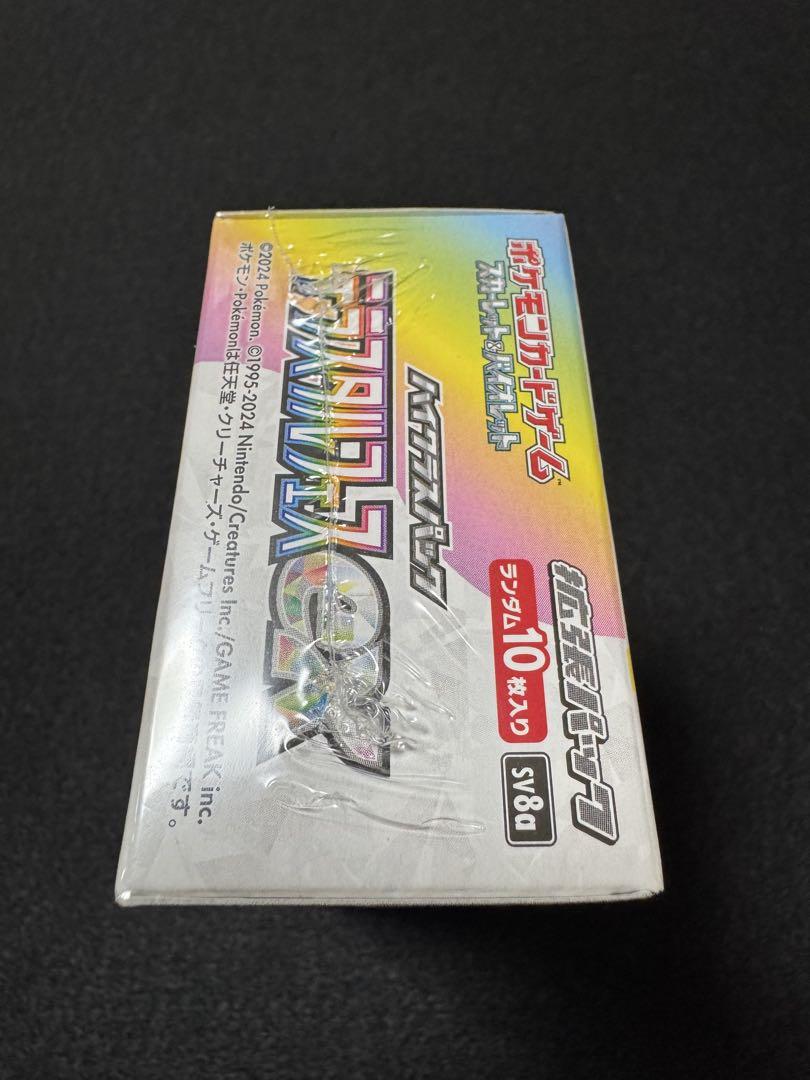 ポケモンカードゲーム™
スカーレット&バイオレット
拡張パック
ハイクラスパック
ランダム10枚入り
SV8a
テラスタルフェスex
©2024 Pokémon. ©1995-2024 Nintendo/Creatures Inc./GAME FREAK inc.
ポケモン・Pokémonは任天堂・クリーチャーズ・ゲームフリークの です。